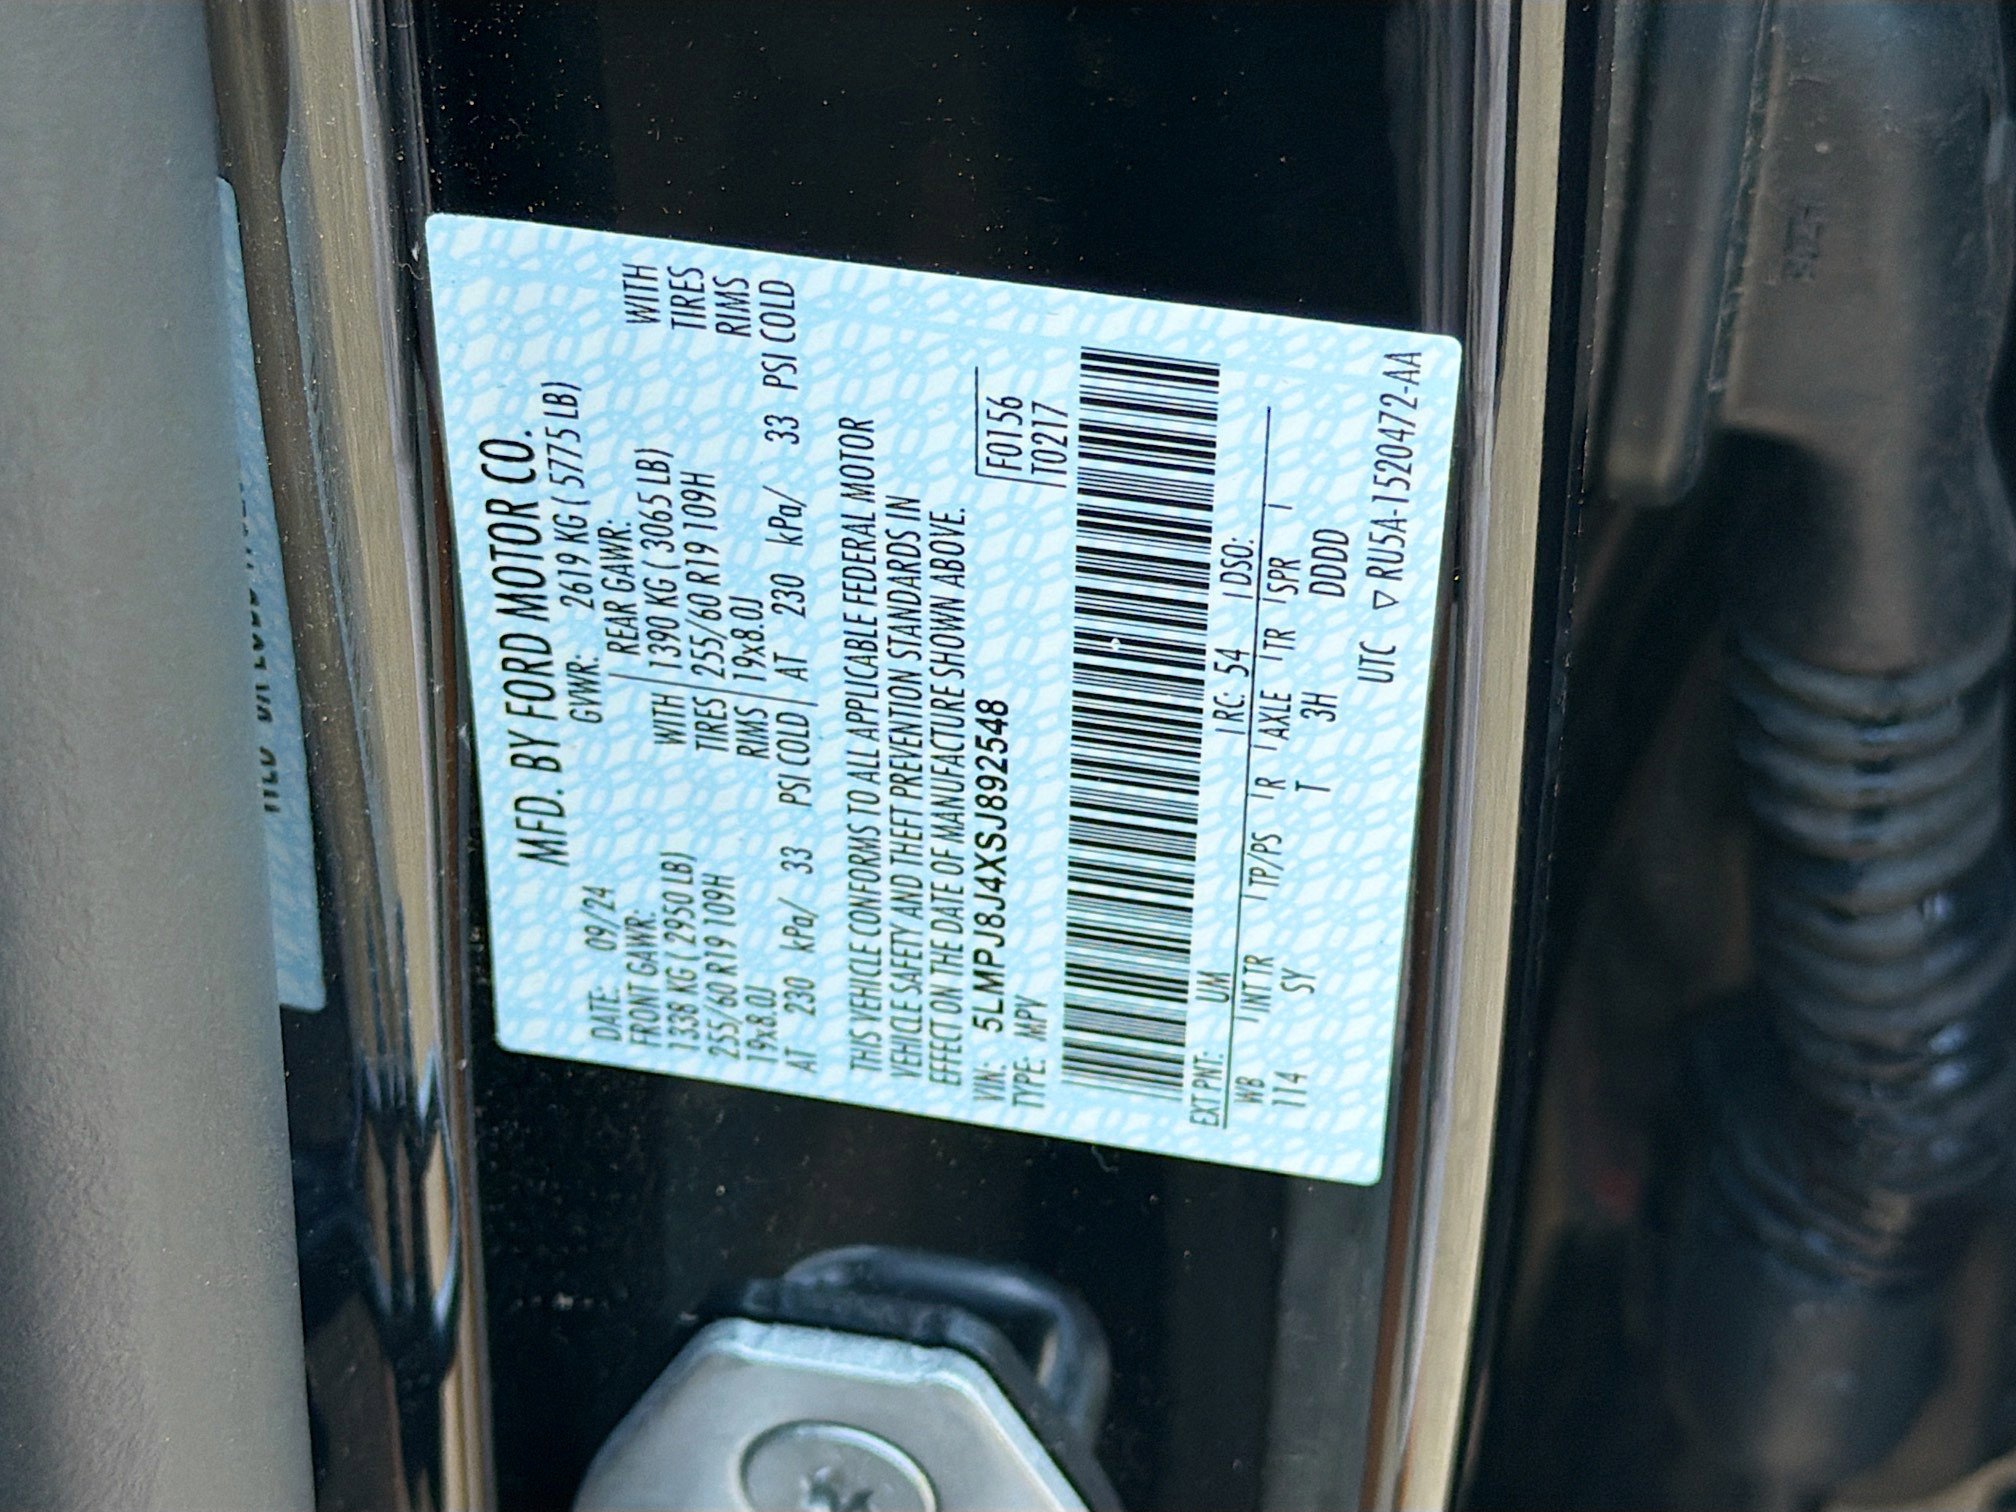 MFD. BY FORD MOTOR CO.
DATE: 09/24 GVWR: 2619 KG ( 5775 LB)
FRONT GAWR: REAR GAWR:
1338 KG ( 2950 LB) WITH 1390 KG ( 3065 LB) WITH
255/60 R19 109H TIRES 255/60 R19 109H TIRES
19x8.0J RIMS 19x8.0J RIMS
AT 230 kPa/ 33 PSI COLD AT 230 kPa/ 33 PSI COLD
THIS VEHICLE CONFORMS TO ALL APPLICABLE FEDERAL MOTOR
VEHICLE SAFETY AND THEFT PREVENTION STANDARDS IN
EFFECT ON THE DATE OF MANUFACTURE SHOWN ABOVE.
VIN: 5LMPJ8J4XSJ892548 F0156
TYPE: MPV T0217
EXT PNT: UM RC: 54 DSO:
WB INT TR TP/PS R AXLE TR SPR
114 SY T 3H DDDD
UTC ▽ RU5A-1520472-AA